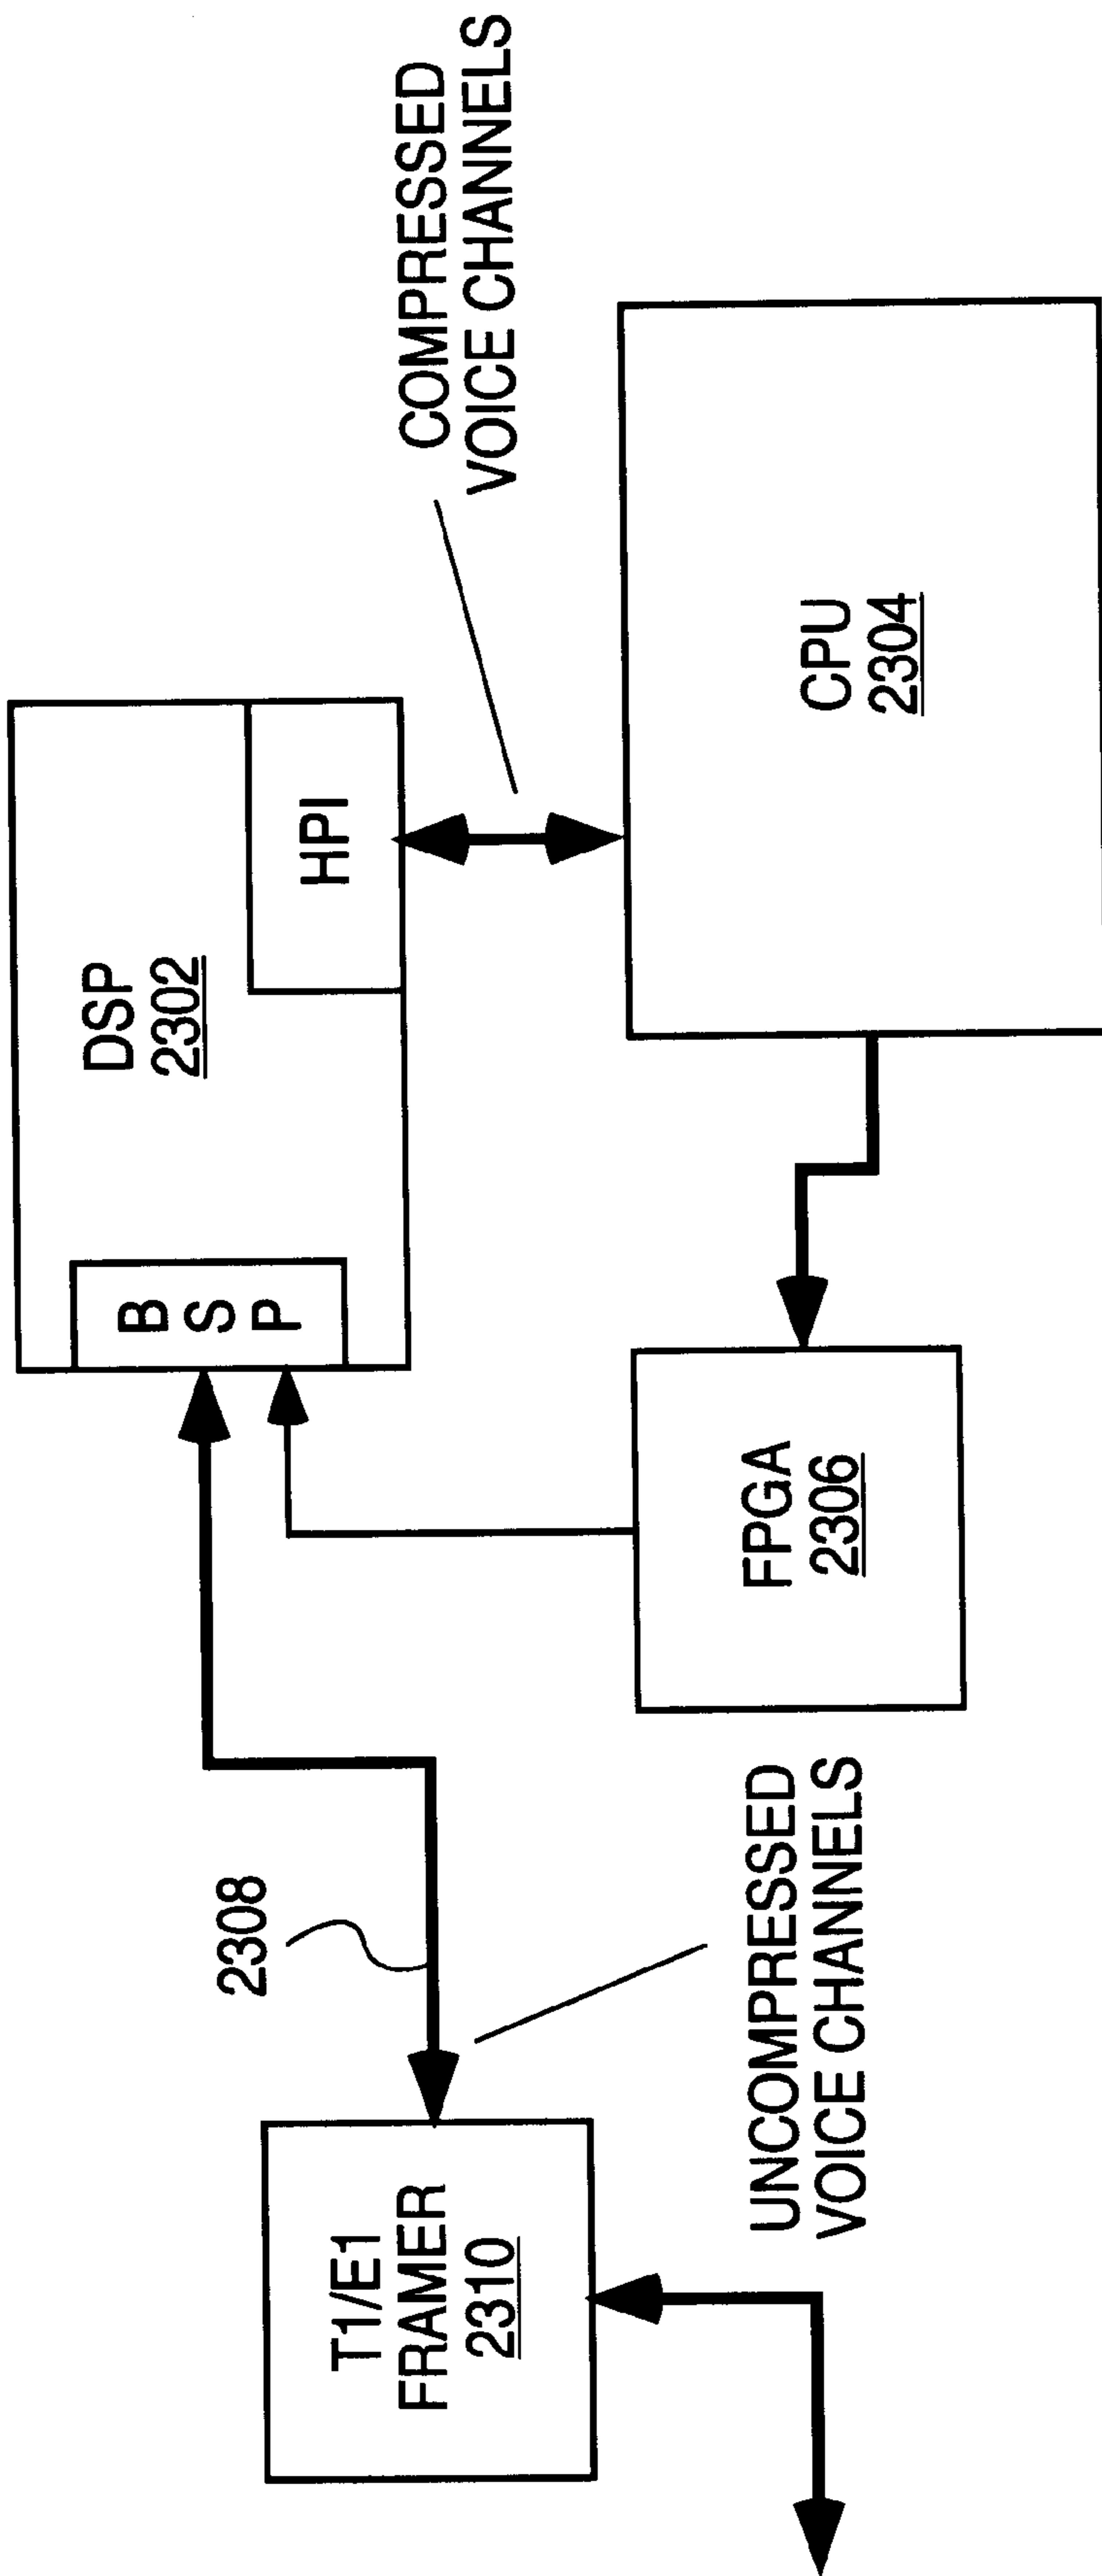 DSP
2302
B
S
P
HPI
COMPRESSED
VOICE CHANNELS
2308
T1/E1
FRAMER
2310
UNCOMPRESSED
VOICE CHANNELS
FPGA
2306
CPU
2304